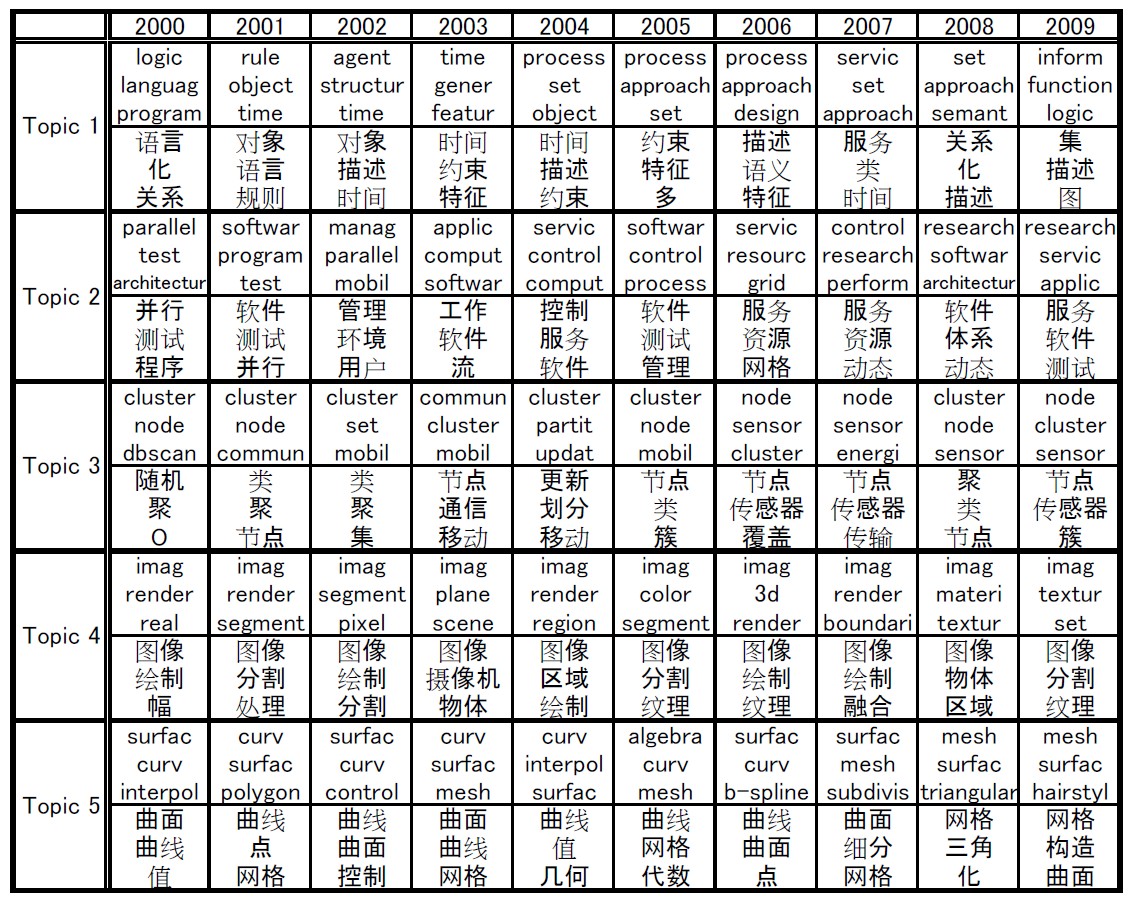 2000 2001 2002 2003 2004 2005 2006 2007 2008 2009
Topic 1
logic rule agent time process process process servic set inform
languag object structur gener set approach approach set approach function
program time time featur object set design approach semant logic
语言 对象 对象 时间 时间 约束 描述 服务 关系 集
化 语言 描述 约束 描述 特征 语义 类 化 描述
关系 规则 时间 特征 约束 多 特征 时间 描述 图
Topic 2
parallel softwar manag applic servic softwar servic control research research
test program parallel comput control control resourc research softwar servic
architectur test mobil softwar comput process grid perform architectur applic
并行 软件 管理 工作 控制 软件 服务 服务 软件 服务
测试 测试 环境 软件 服务 测试 资源 资源 体系 软件
程序 并行 用户 流 软件 管理 网格 动态 动态 测试
Topic 3
cluster cluster cluster commun cluster cluster node node cluster node
node node set cluster partit node sensor sensor node cluster
dbscan commun mobil mobil updat mobil cluster energi sensor sensor
随机 类 类 节点 更新 节点 节点 节点 聚 节点
聚 聚 聚 通信 划分 类 传感器 传感器 类 传感器
O 节点 集 移动 移动 簇 覆盖 传输 节点 簇
Topic 4
imag imag imag imag imag imag imag imag imag imag
render render segment plane render color 3d render materi textur
real segment pixel scene region segment render boundari textur set
图像 图像 图像 图像 图像 图像 图像 图像 图像 图像
绘制 分割 绘制 摄像机 区域 分割 绘制 绘制 物体 分割
幅 处理 分割 物体 绘制 纹理 纹理 融合 区域 纹理
Topic 5
surfac curv surfac curv curv algebra surfac surfac mesh mesh
curv surfac curv surfac interpol curv curv mesh surfac surfac
interpol polygon control mesh surfac mesh b-spline subdivis triangular hairstyl
曲面 曲线 曲线 曲面 曲线 曲线 曲线 曲面 网格 网格
曲线 点 曲面 曲线 值 网格 曲面 细分 三角 构造
值 网格 控制 网格 几何 代数 点 网格 化 曲面